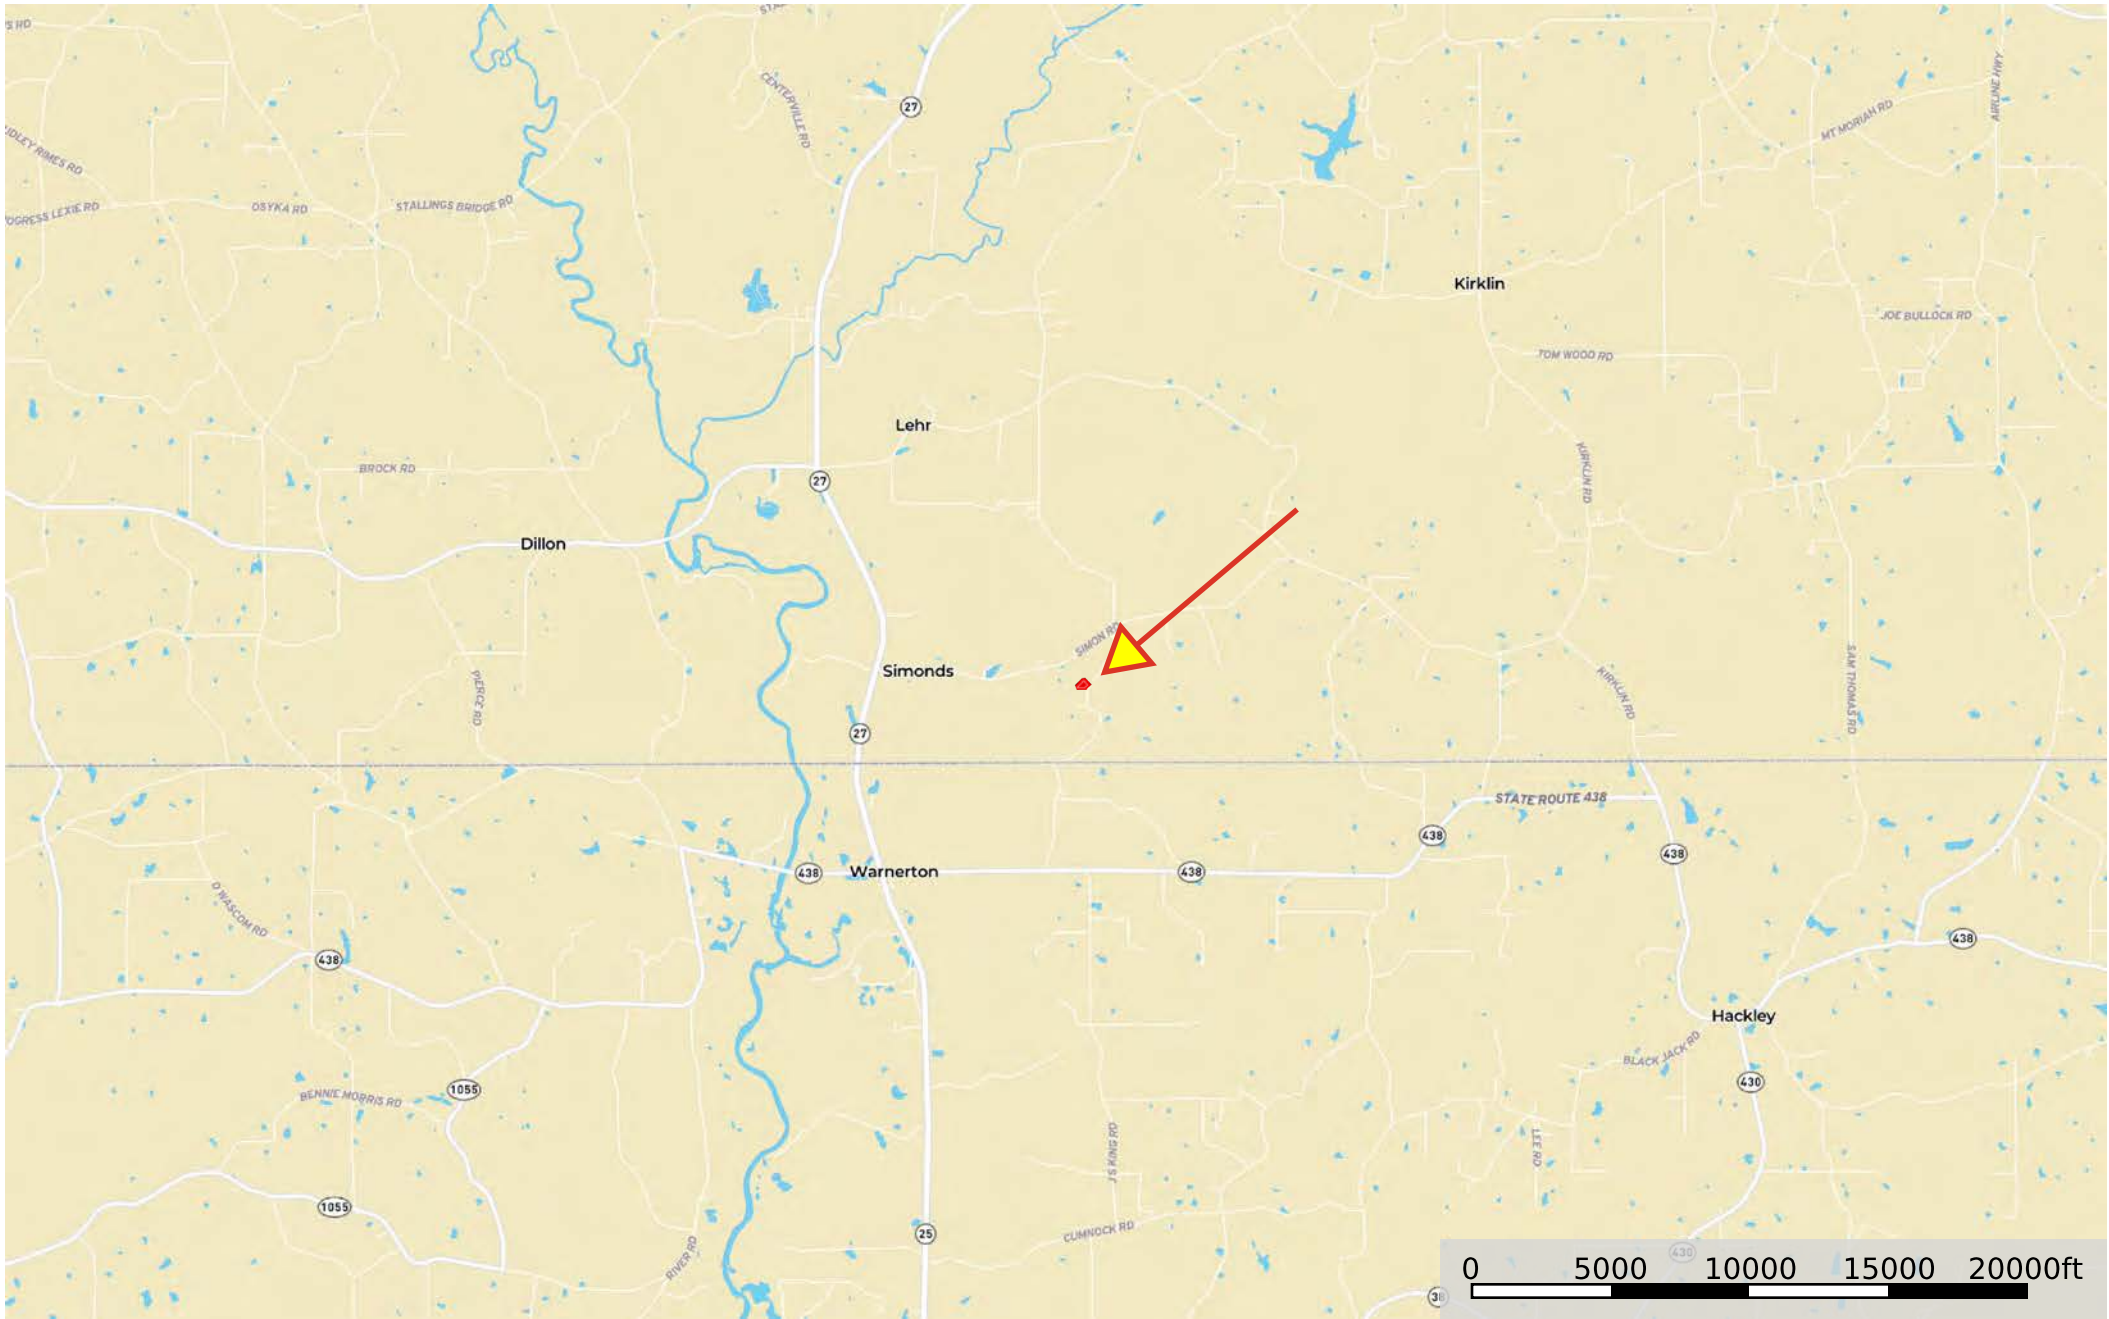 27
CENTERVILLE RD
AIRLINE HWY
MT MORIAH RD
STALLINGS BRIDGE RD
OSYKA RD
Kirklin
JOE BULLOCK RD
TOM WOOD RD
Lehr
BROCK RD
27
KIRKLIN RD
Dillon
SIMON RD
Simonds
PIERCE RD
KIRKLIN RD
SAM THOMAS RD
27
STATE ROUTE 438
438
438
438
Warnerton
438
D WASCOM RD
438
438
Hackley
BLACK JACK RD
430
1055
BENNIE MORRIS RD
J S KING RD
LEE RD
1055
25
CUMNOCK RD
RIVER RD
430
0 5000 10000 15000 20000ft